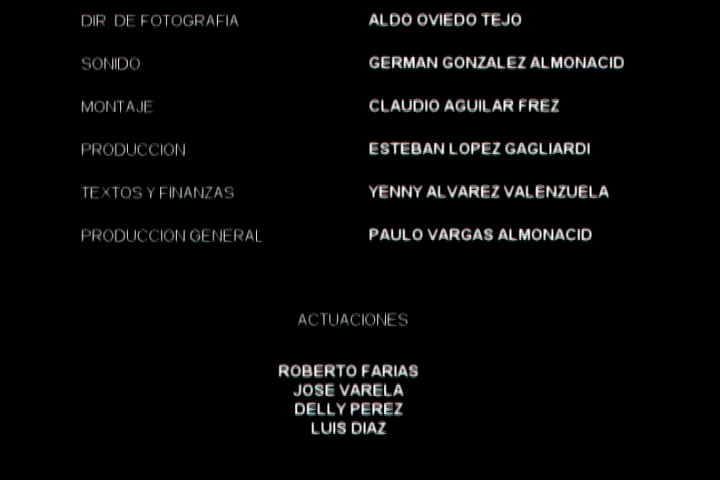 DIR DE FOTOGRAFIA ALDO OVIEDO TEJO
SONIDO GERMAN GONZALEZ ALMONACID
MONTAJE CLAUDIO AGUILAR FREZ
PRODUCCION ESTEBAN LOPEZ GAGLIARDI
TEXTOS Y FINANZAS YENNY ALVAREZ VALENZUELA
PRODUCCION GENERAL PAULO VARGAS ALMONACID
ACTUACIONES
ROBERTO FARIAS
JOSE VARELA
DELLY PEREZ
LUIS DIAZ